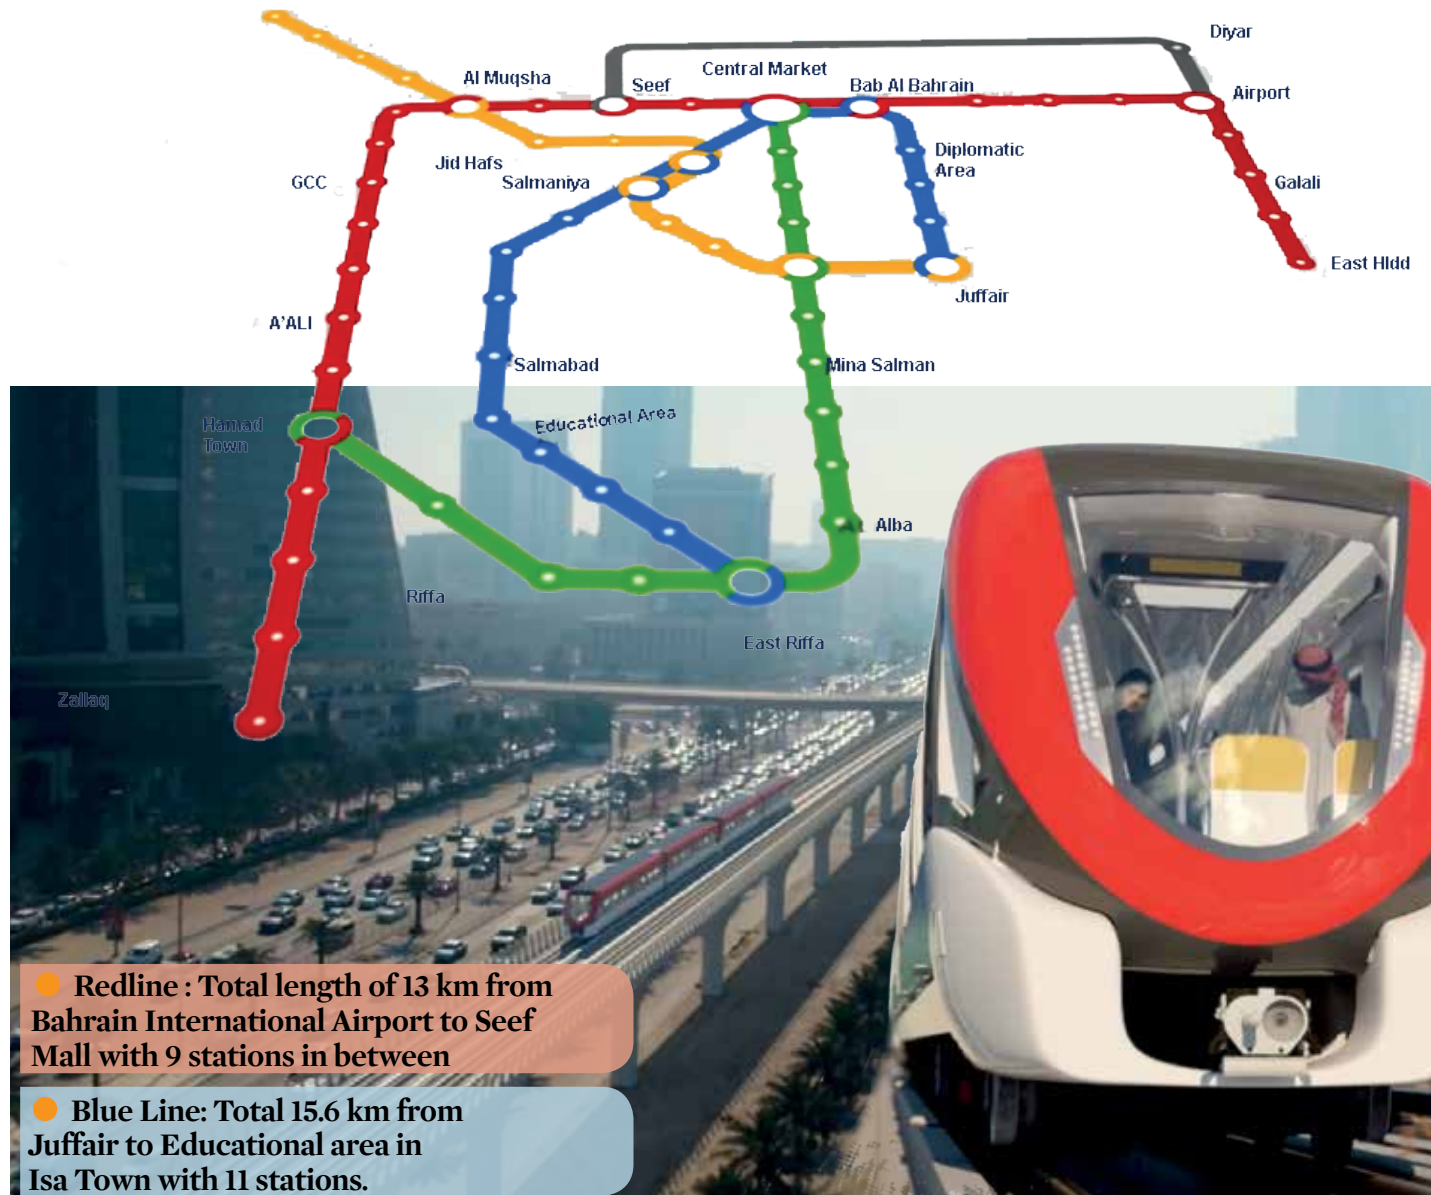 Diyar
Central Market
Al Muqsha
Seef
Bab Al Bahrain
Airport
Jid Hafs
Diplomatic
Area
GCC
Salmaniya
Galali
East HIdd
Juffair
A'ALI
Salmabad
Mina Salman
Educational Area
Hamad
Town
Alba
Riffa
East Riffa
Zallaq
Redline : Total length of 13 km from
Bahrain International Airport to Seef
Mall with 9 stations in between
Blue Line: Total 15.6 km from
Juffair to Educational area in
Isa Town with 11 stations.